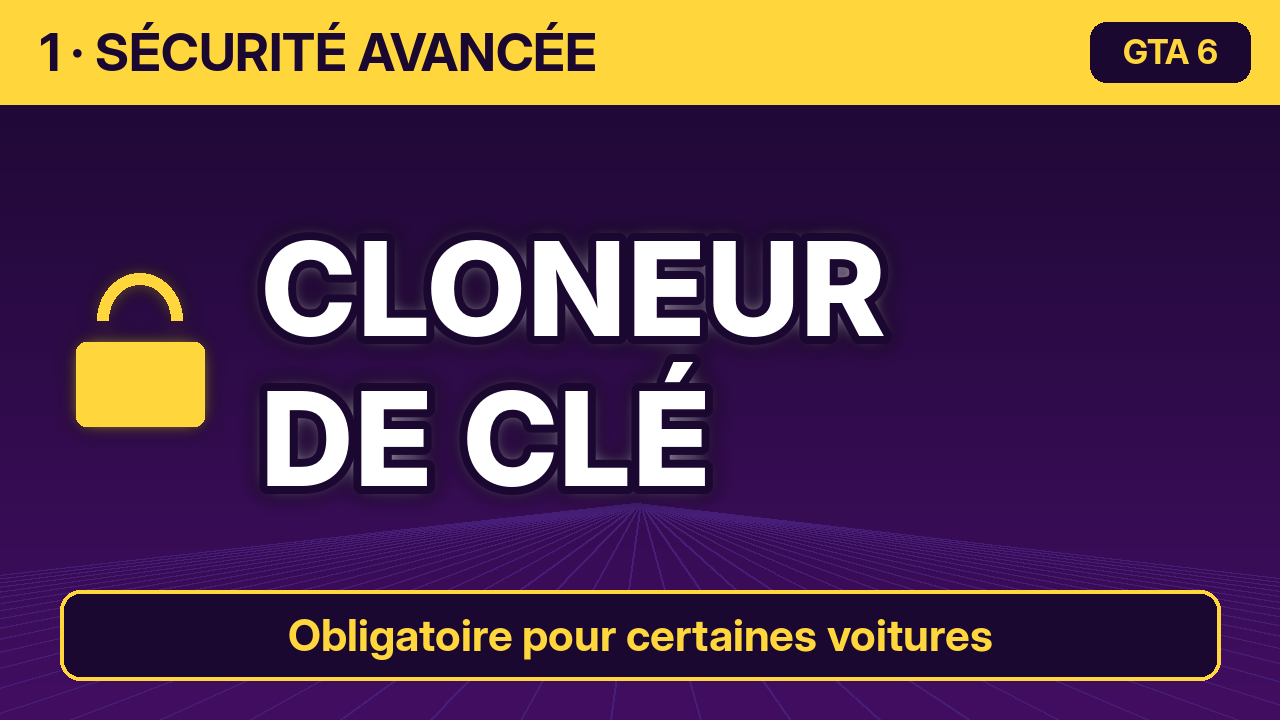 1 · SÉCURITÉ AVANCÉE
GTA 6
CLONEUR
DE CLÉ
Obligatoire pour certaines voitures